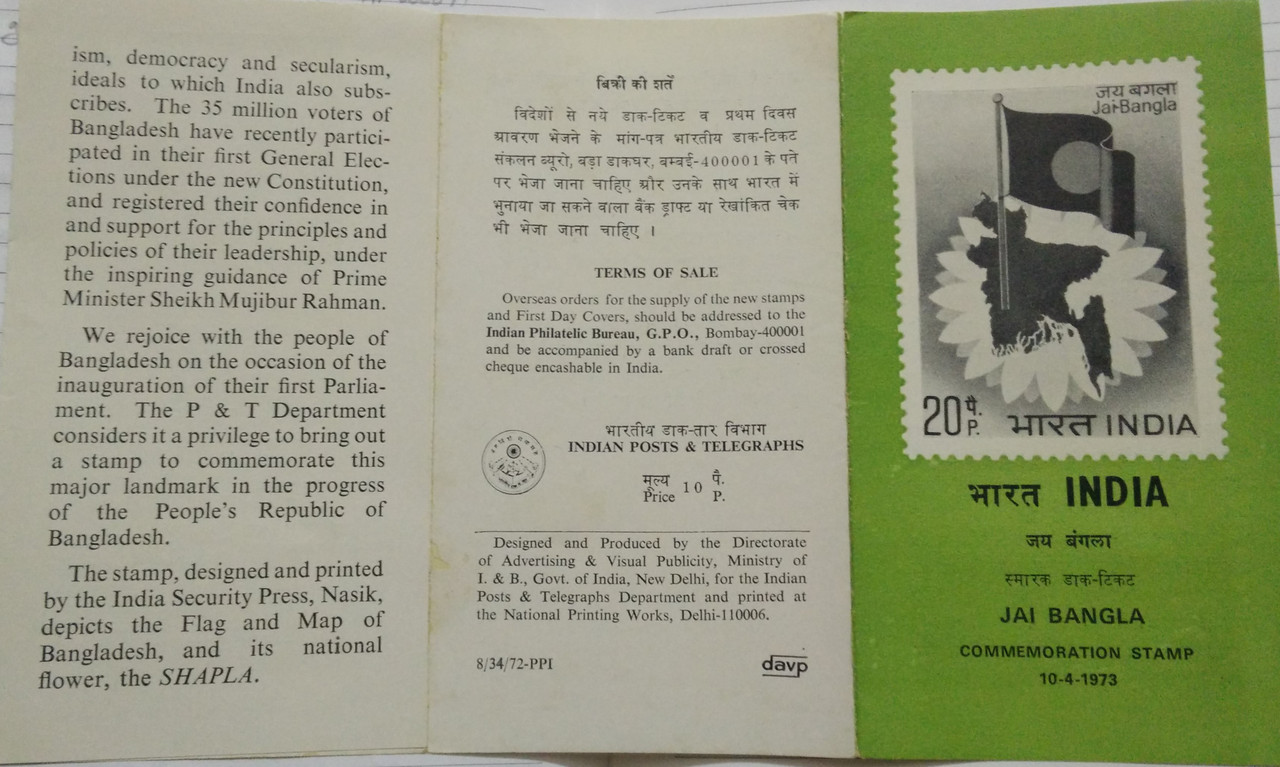 ism, democracy and secularism,
ideals to which India also subs-
cribes. The 35 million voters of
Bangladesh have recently partici-
pated in their first General Elec-
tions under the new Constitution,
and registered their confidence in
and support for the principles and
policies of their leadership, under
the inspiring guidance of Prime
Minister Sheikh Mujibur Rahman.
We rejoice with the people of
Bangladesh on the occasion of the
inauguration of their first Parlia-
ment. The P & T Department
considers it a privilege to bring out
a stamp to commemorate this
major landmark in the progress
of the People's Republic of
Bangladesh.
The stamp, designed and printed
by the India Security Press, Nasik,
depicts the Flag and Map of
Bangladesh, and its national
flower, the SHAPLA.
बिक्री की शर्तें
विदेशों से नये डाक-टिकट व प्रथम दिवस
आवरण भेजने के मांग-पत्र भारतीय डाक-टिकट
संकलन ब्यूरो, बड़ा डाकघर, बम्बई-400001 के पते
पर भेजा जाना चाहिए और उनके साथ भारत में
भुनाया जा सकने वाला बैंक ड्राफ्ट या रेखांकित चेक
भी भेजा जाना चाहिए ।
TERMS OF SALE
Overseas orders for the supply of the new stamps
and First Day Covers, should be addressed to the
Indian Philatelic Bureau, G.P.O., Bombay-400001
and be accompanied by a bank draft or crossed
cheque encashable in India.
भारतीय डाक-तार विभाग
INDIAN POSTS & TELEGRAPHS
मूल्य 10 पै.
Price P.
Designed and Produced by the Directorate
of Advertising & Visual Publicity, Ministry of
I. & B., Govt. of India, New Delhi, for the Indian
Posts & Telegraphs Department and printed at
the National Printing Works, Delhi-110006.
8/34/72-PPI
davp
जय बंगला
Jai-Bangla
20 पै.
P.
भारत INDIA
भारत INDIA
जय बंगला
स्मारक डाक-टिकट
JAI BANGLA
COMMEMORATION STAMP
10-4-1973